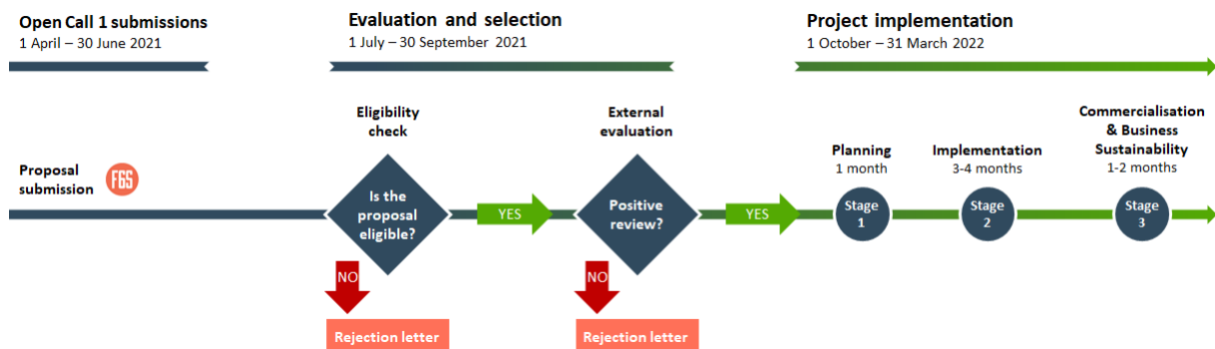 Open Call 1 submissions
1 April – 30 June 2021
Evaluation and selection
1 July – 30 September 2021
Project implementation
1 October – 31 March 2022
Proposal
submission
F6S
Eligibility
check
Is the
proposal
eligible?
YES
NO
Rejection letter
External
evaluation
Positive
review?
YES
NO
Rejection letter
Planning
1 month
Stage
1
Implementation
3-4 months
Stage
2
Commercialisation
& Business
Sustainability
1-2 months
Stage
3